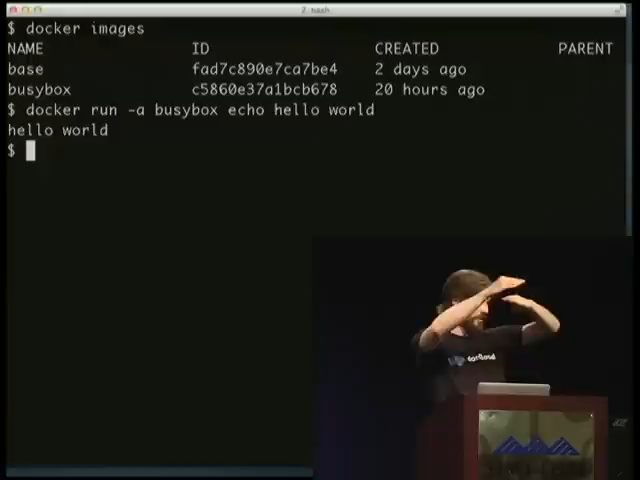 2. bash
$ docker images
NAME ID CREATED PARENT
base fad7c890e7ca7be4 2 days ago
busybox c5860e37a1bcb678 20 hours ago
$ docker run -a busybox echo hello world
hello world
$
dotCloud